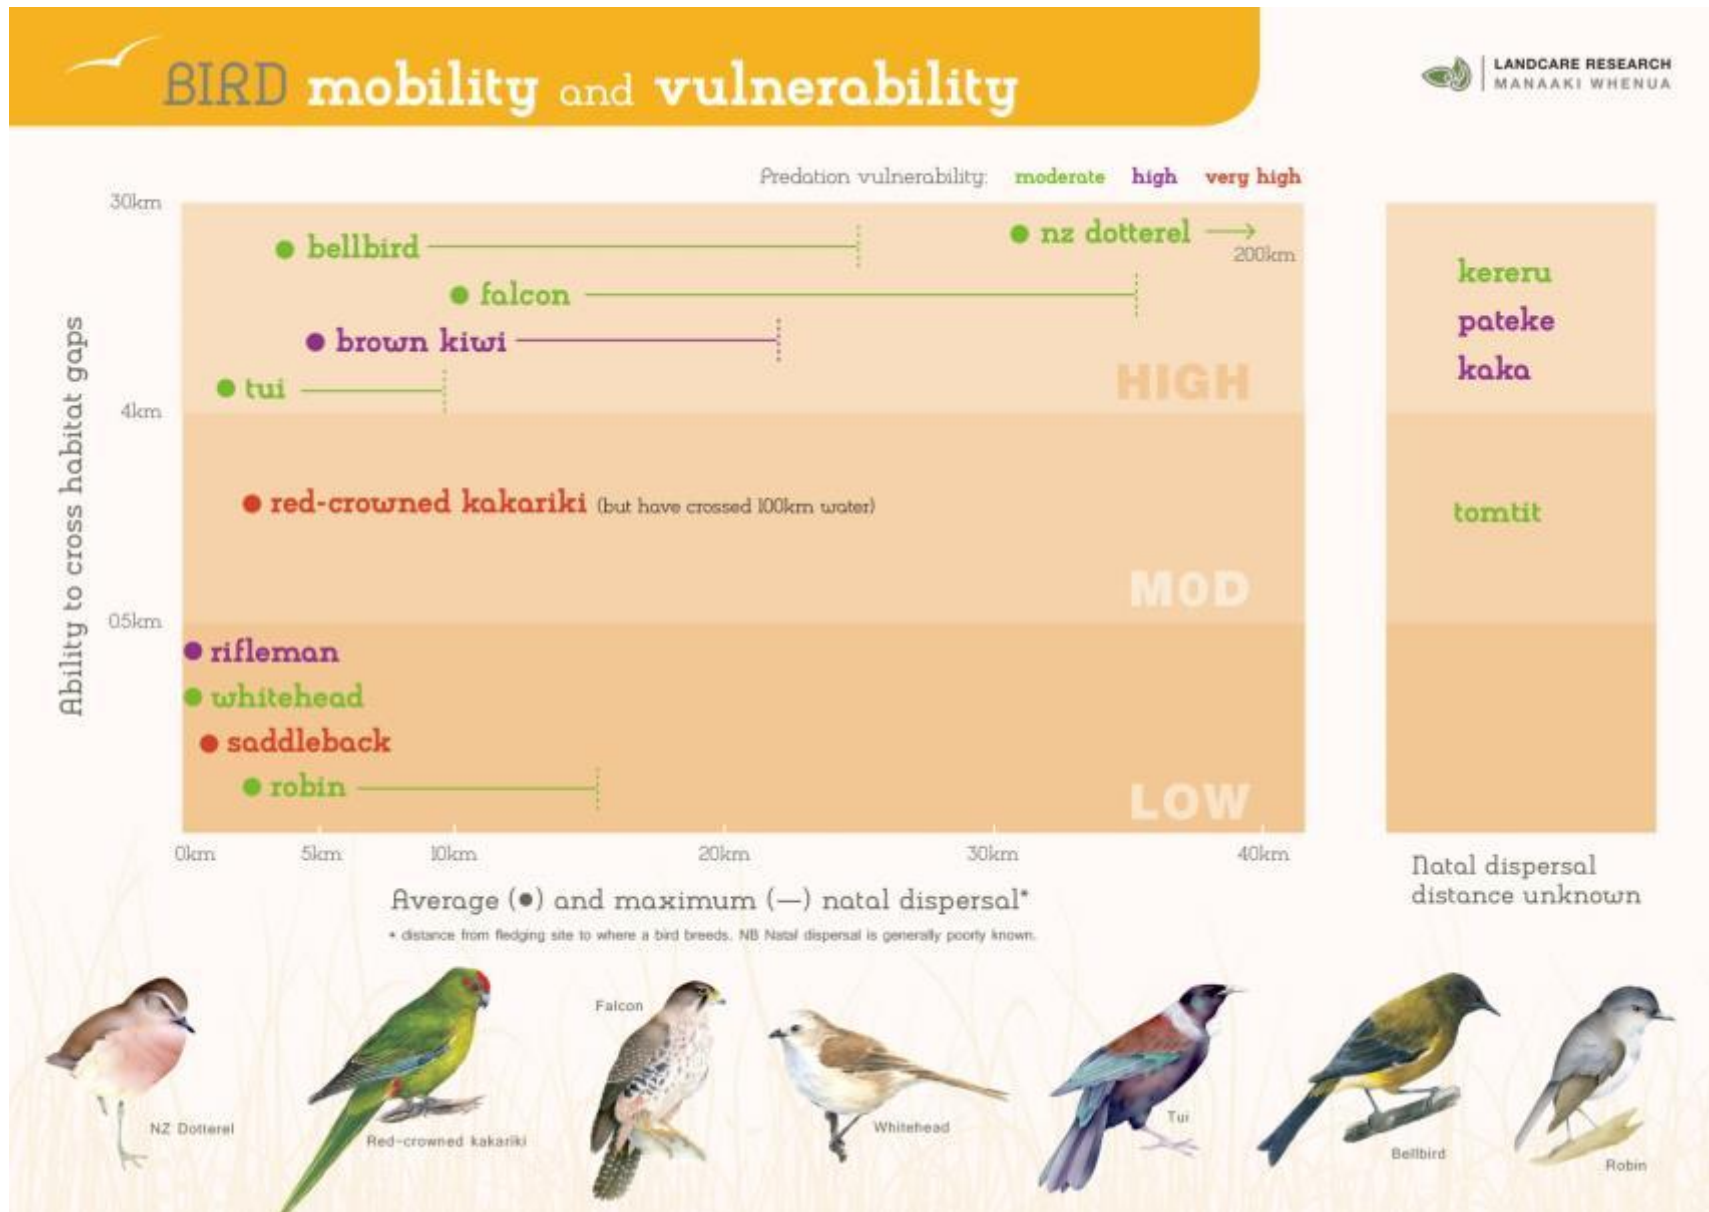 BIRD mobility and vulnerability
LANDCARE RESEARCH
MANAAKI WHENUA
Predation vulnerability: moderate high very high
Ability to cross habitat gaps
30km
4km
0.5km
bellbird
nz dotterel
200km
falcon
brown kiwi
tui
HIGH
red-crowned kakariki (but have crossed 100km water)
MOD
rifleman
whitehead
saddleback
robin
LOW
kereru
pateke
kaka
tomtit
0km 5km 10km 20km 30km 40km
Average (●) and maximum (—) natal dispersal*
* distance from fledging site to where a bird breeds. NB Natal dispersal is generally poorly known.
Natal dispersal
distance unknown
NZ Dotterel
Red-crowned kakariki
Falcon
Whitehead
Tui
Bellbird
Robin